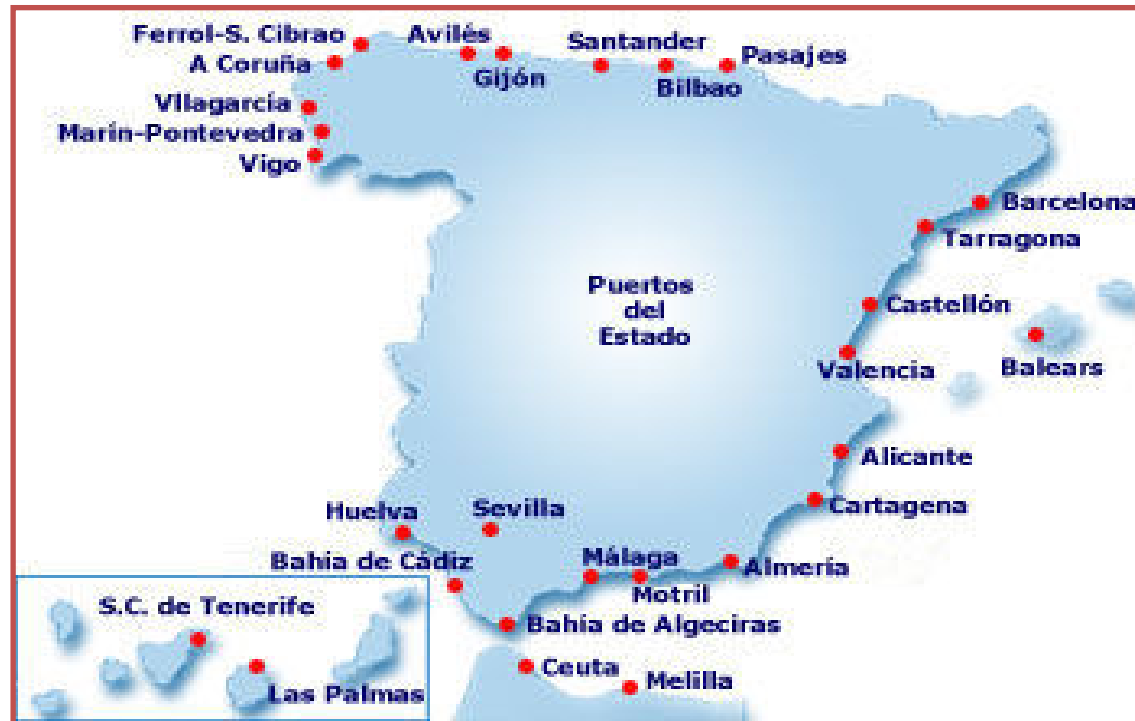 Ferrol-S. Cibrao
Avilés
Santander
Pasajes
A Coruña
Gijón
Bilbao
VIlagarcía
Marín-Pontevedra
Vigo
Barcelona
Tarragona
Puertos
del
Estado
Castellón
Valencia
Balears
Alicante
Cartagena
Huelva
Sevilla
Bahía de Cádiz
Málaga
Almería
Motril
S.C. de Tenerife
Bahía de Algeciras
Ceuta
Melilla
Las Palmas